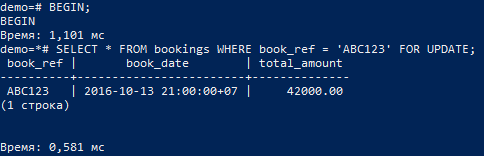 demo=# BEGIN;
BEGIN
Время: 1,101 мс
demo=*# SELECT * FROM bookings WHERE book_ref = 'ABC123' FOR UPDATE;
 book_ref |       book_date        | total_amount
----------+------------------------+--------------
 ABC123   | 2016-10-13 21:00:00+07 |     42000.00
(1 строка)

Время: 0,581 мс